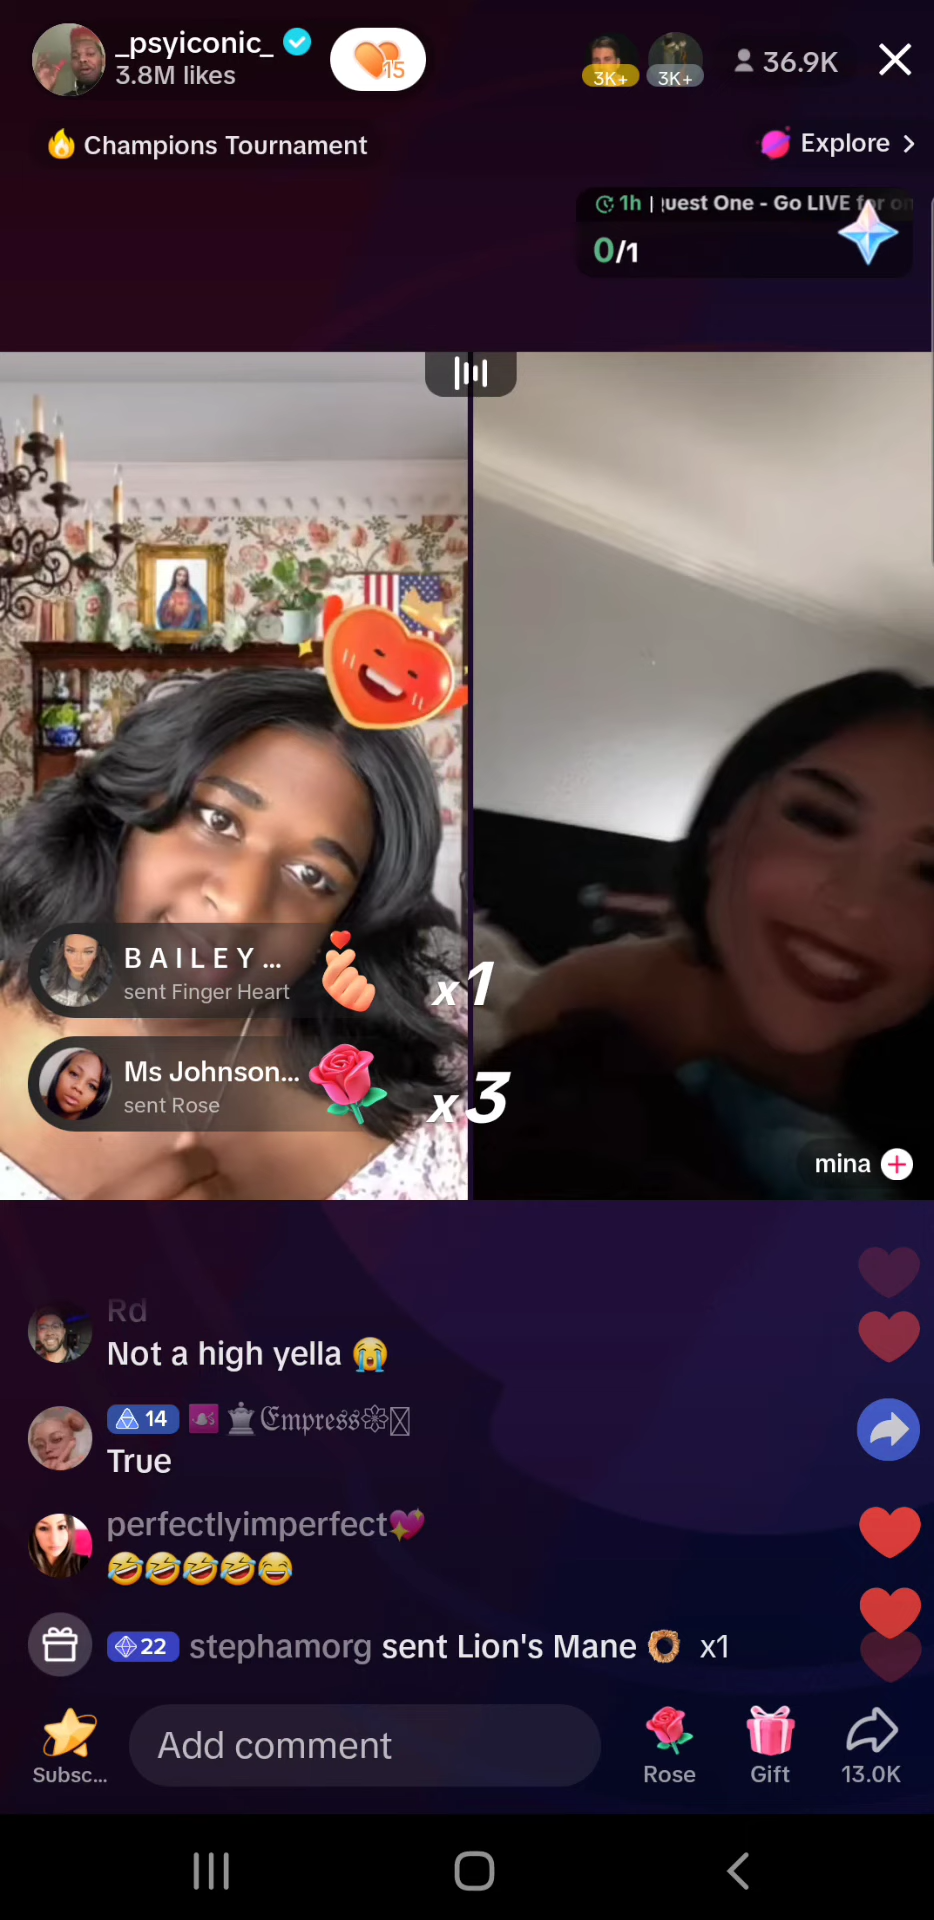 _psyiconic_
3.8M likes
15
3K+
3K+
36.9K
Champions Tournament
Explore >
1h | uest One - Go LIVE for on
0/1
B A I L E Y ...
sent Finger Heart
x1
Ms Johnson...
sent Rose
x3
mina
Rd
Not a high yella 😭
14 𝕰𝖒𝖕𝖗𝖊𝖘𝖘
True
perfectlyimperfect💖
🤣🤣🤣🤣😂
22 stephamorg sent Lion's Mane x1
Subsc...
Add comment
Rose
Gift
13.0K